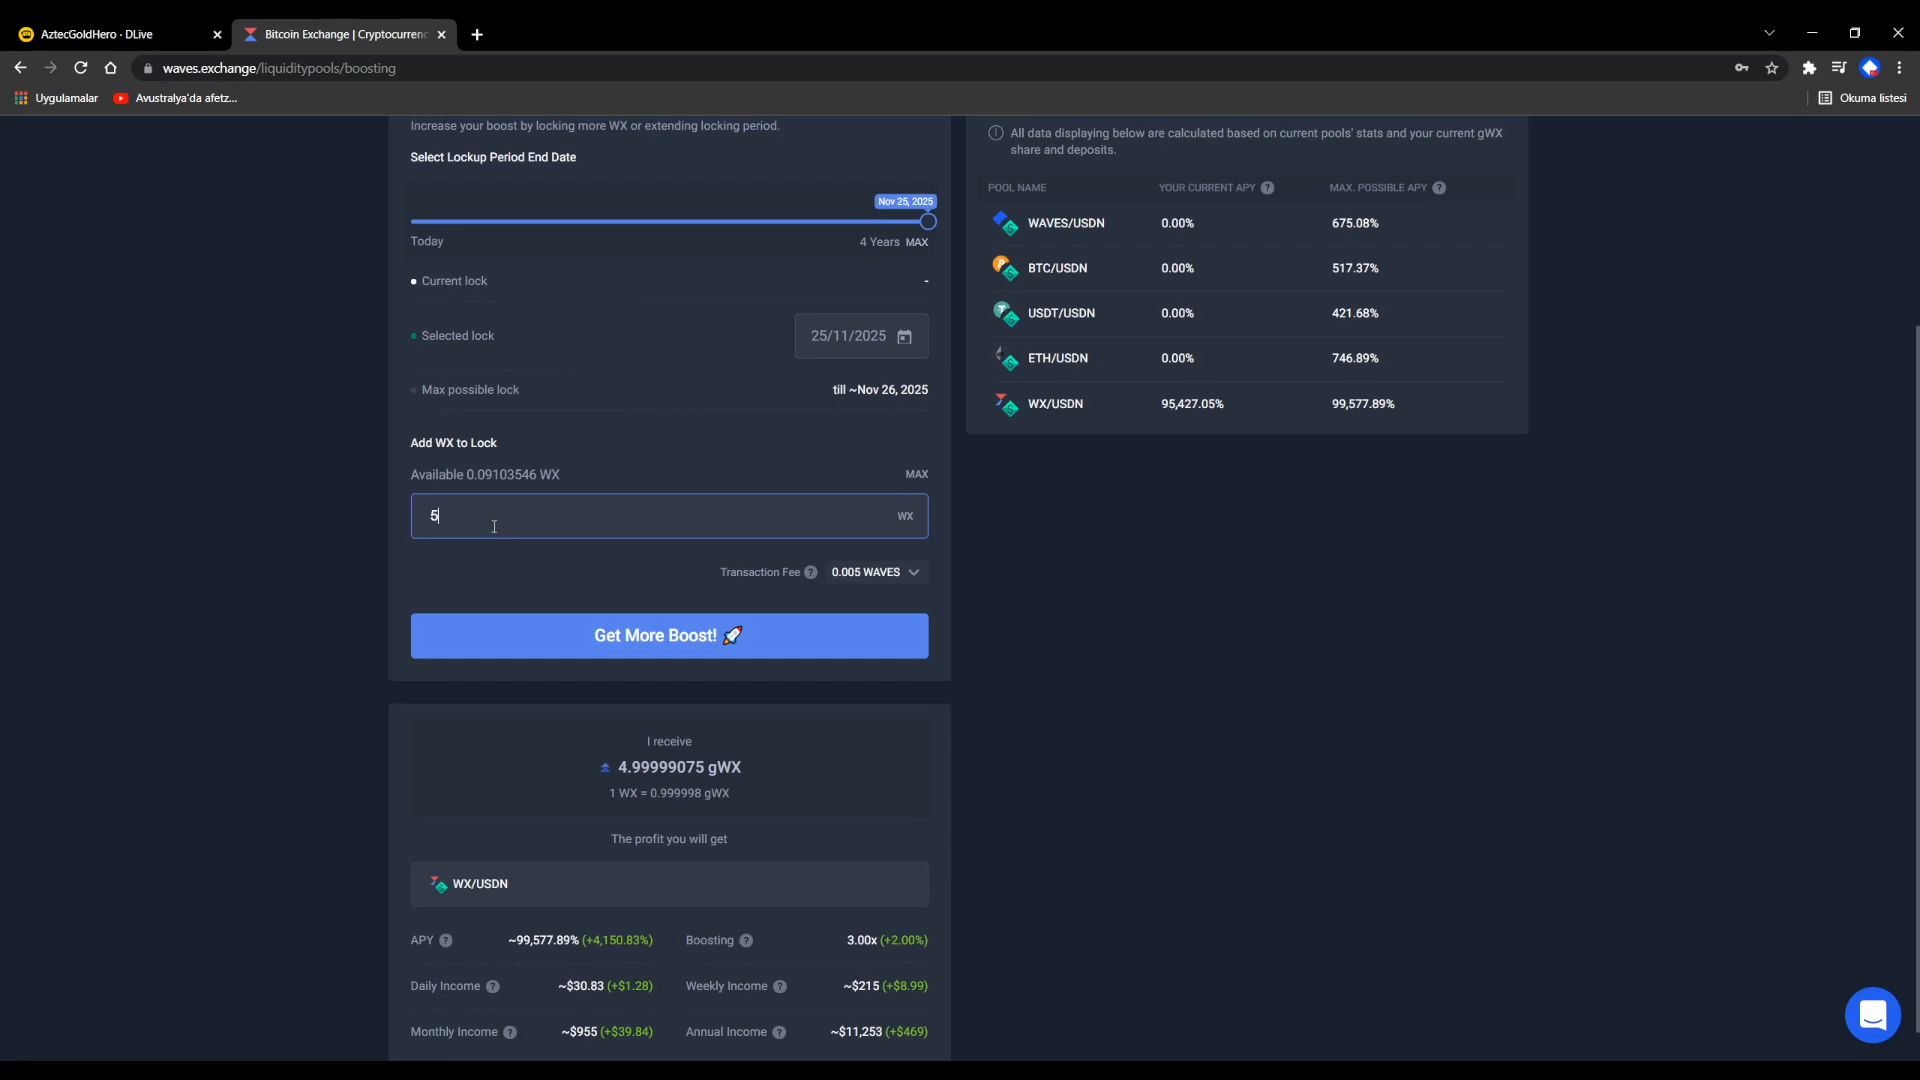 AztecGoldHero · DLive
Bitcoin Exchange | Cryptocurrenc
waves.exchange/liquiditypools/boosting
Uygulamalar
Avustralya'da afetz...
Okuma listesi
Increase your boost by locking more WX or extending locking period.
Select Lockup Period End Date
Nov 25, 2025
Today
4 Years MAX
Current lock
-
Selected lock
25/11/2025
Max possible lock
till ~Nov 26, 2025
Add WX to Lock
Available 0.09103546 WX
MAX
5
WX
Transaction Fee ? 0.005 WAVES
Get More Boost! 🚀
I receive
4.99999075 gWX
1 WX = 0.999998 gWX
The profit you will get
WX/USDN
APY ? ~99,577.89% (+4,150.83%)
Boosting ? 3.00x (+2.00%)
Daily Income ? ~$30.83 (+$1.28)
Weekly Income ? ~$215 (+$8.99)
Monthly Income ? ~$955 (+$39.84)
Annual Income ? ~$11,253 (+$469)
All data displaying below are calculated based on current pools' stats and your current gWX
share and deposits.
POOL NAME YOUR CURRENT APY ? MAX. POSSIBLE APY ?
WAVES/USDN 0.00% 675.08%
BTC/USDN 0.00% 517.37%
USDT/USDN 0.00% 421.68%
ETH/USDN 0.00% 746.89%
WX/USDN 95,427.05% 99,577.89%